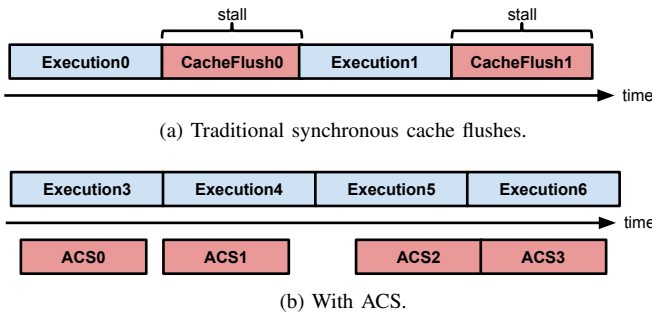 stall stall
Execution0 CacheFlush0 Execution1 CacheFlush1
time
(a) Traditional synchronous cache flushes.
Execution3 Execution4 Execution5 Execution6
time
ACS0 ACS1 ACS2 ACS3
(b) With ACS.